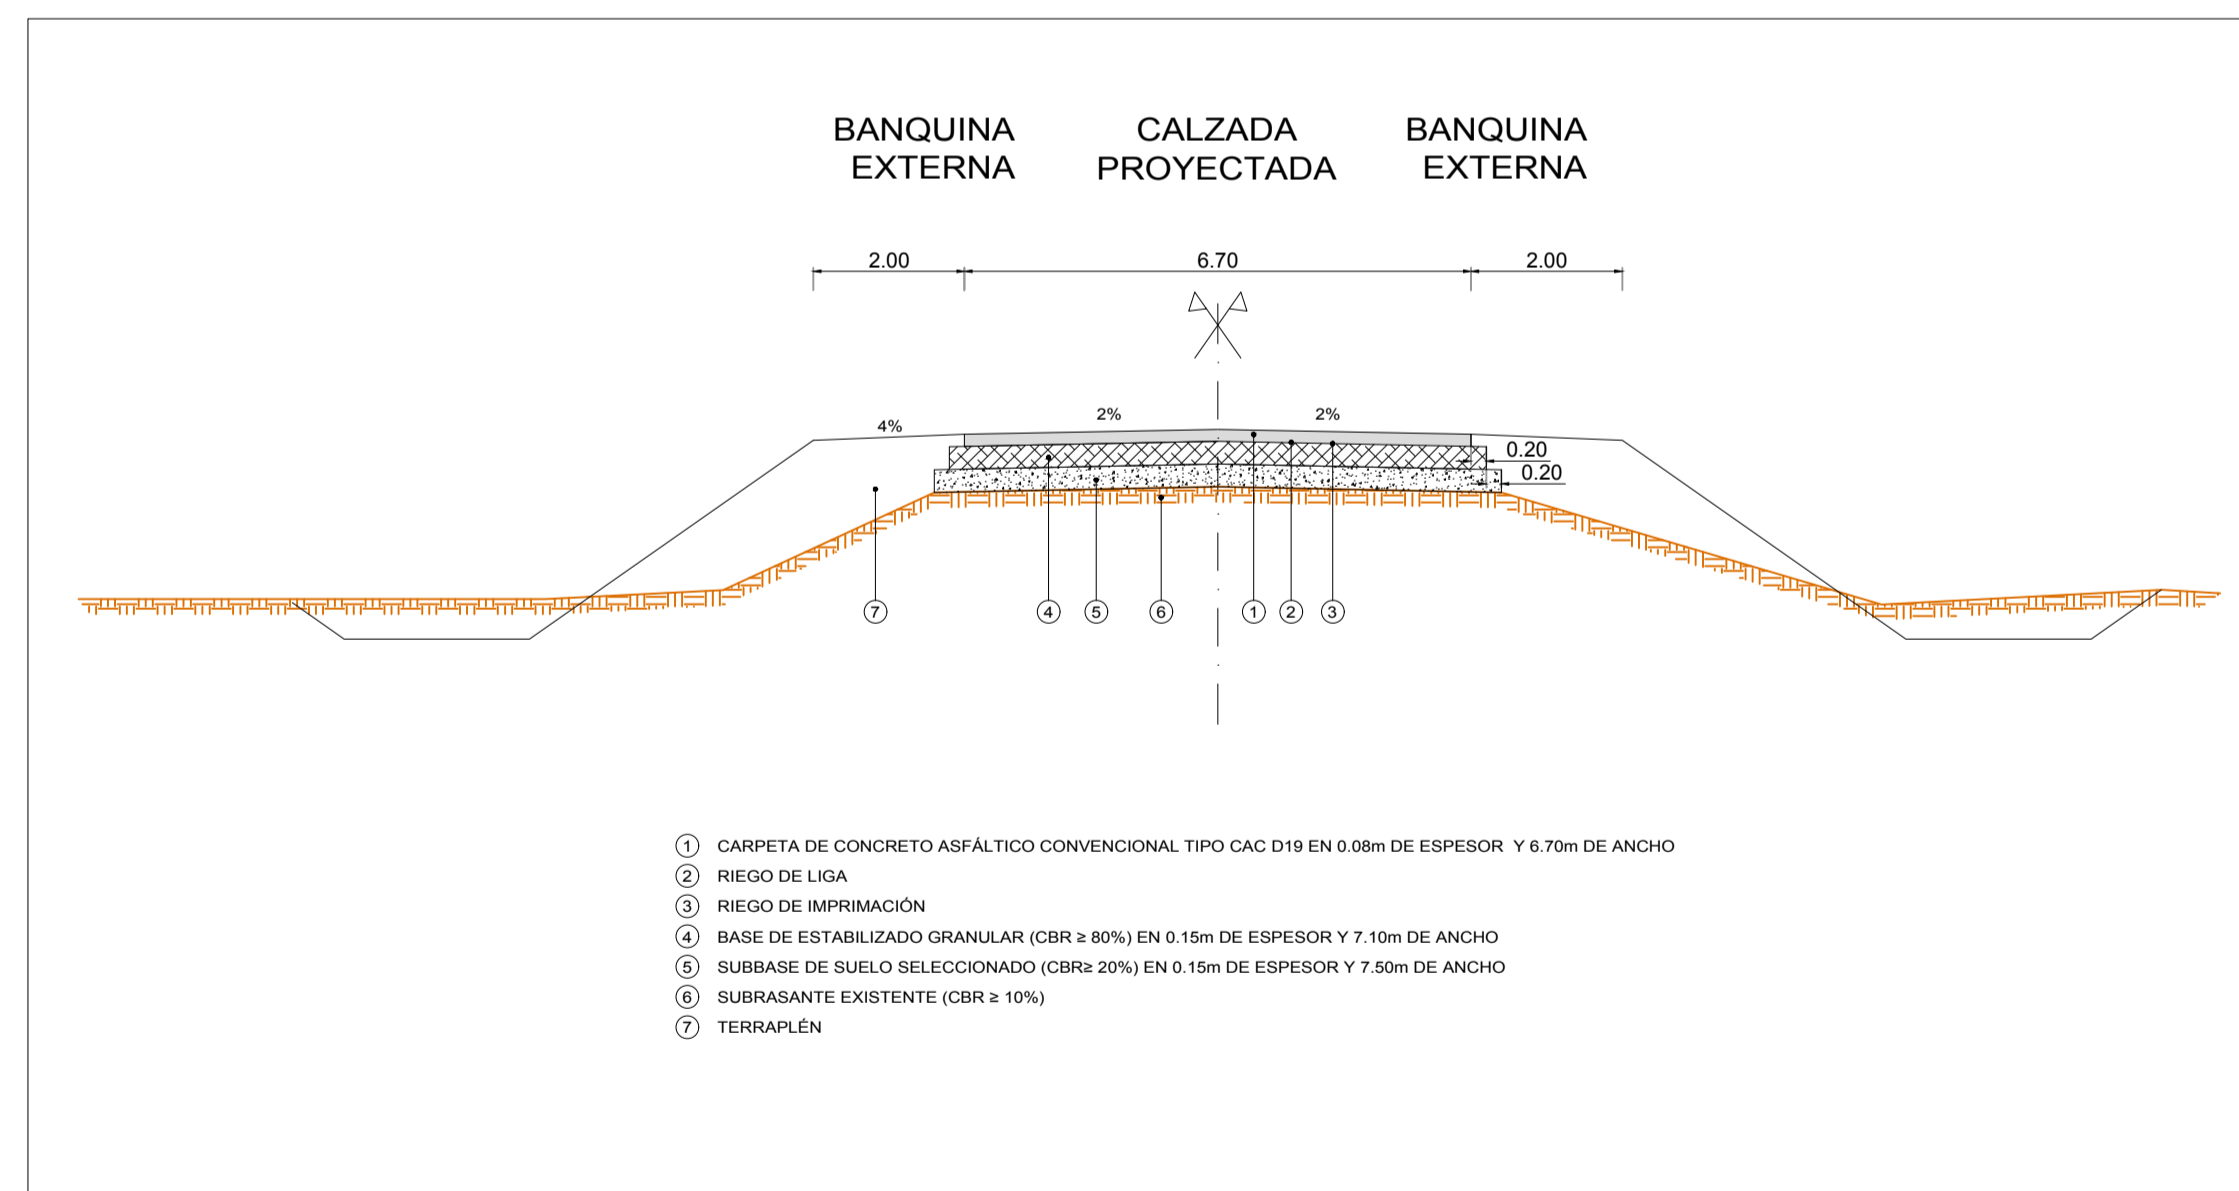 BANQUINA
EXTERNA
CALZADA
PROYECTADA
BANQUINA
EXTERNA
2.00
6.70
2.00
4%
2%
2%
0.20
0.20
7
4
5
6
1
2
3
1 CARPETA DE CONCRETO ASFÁLTICO CONVENCIONAL TIPO CAC D19 EN 0.08m DE ESPESOR Y 6.70m DE ANCHO
2 RIEGO DE LIGA
3 RIEGO DE IMPRIMACIÓN
4 BASE DE ESTABILIZADO GRANULAR (CBR ≥ 80%) EN 0.15m DE ESPESOR Y 7.10m DE ANCHO
5 SUBBASE DE SUELO SELECCIONADO (CBR≥ 20%) EN 0.15m DE ESPESOR Y 7.50m DE ANCHO
6 SUBRASANTE EXISTENTE (CBR ≥ 10%)
7 TERRAPLÉN